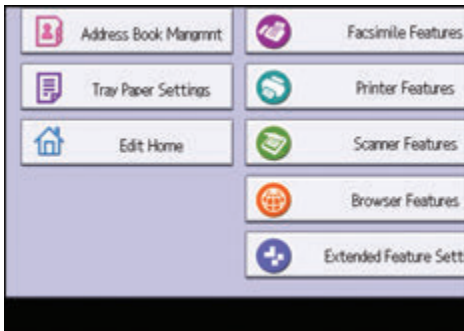 Address Book Mangmnt
Tray Paper Settings
Edit Home
Facsimile Features
Printer Features
Scanner Features
Browser Features
Extended Feature Sett